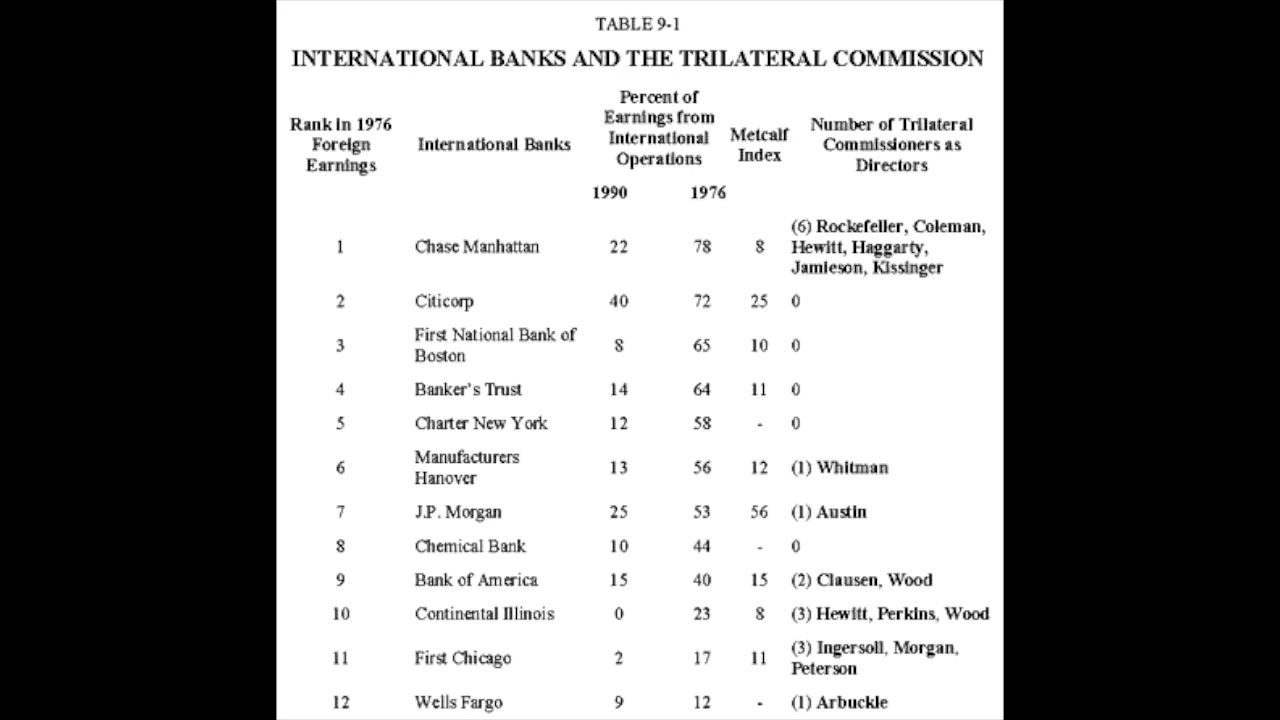 TABLE 9-1
INTERNATIONAL BANKS AND THE TRILATERAL COMMISSION
Rank in 1976
Foreign
Earnings
International Banks
Percent of
Earnings from
International
Operations
Metcalf
Index
Number of Trilateral
Commissioners as
Directors
1990 1976
1 Chase Manhattan 22 78 8 (6) Rockefeller, Coleman,
Hewitt, Haggarty,
Jamieson, Kissinger
2 Citicorp 40 72 25 0
3 First National Bank of
Boston 8 65 10 0
4 Banker's Trust 14 64 11 0
5 Charter New York 12 58 - 0
6 Manufacturers
Hanover 13 56 12 (1) Whitman
7 J.P. Morgan 25 53 56 (1) Austin
8 Chemical Bank 10 44 - 0
9 Bank of America 15 40 15 (2) Clausen, Wood
10 Continental Illinois 0 23 8 (3) Hewitt, Perkins, Wood
11 First Chicago 2 17 11 (3) Ingersoll, Morgan,
Peterson
12 Wells Fargo 9 12 - (1) Arbuckle